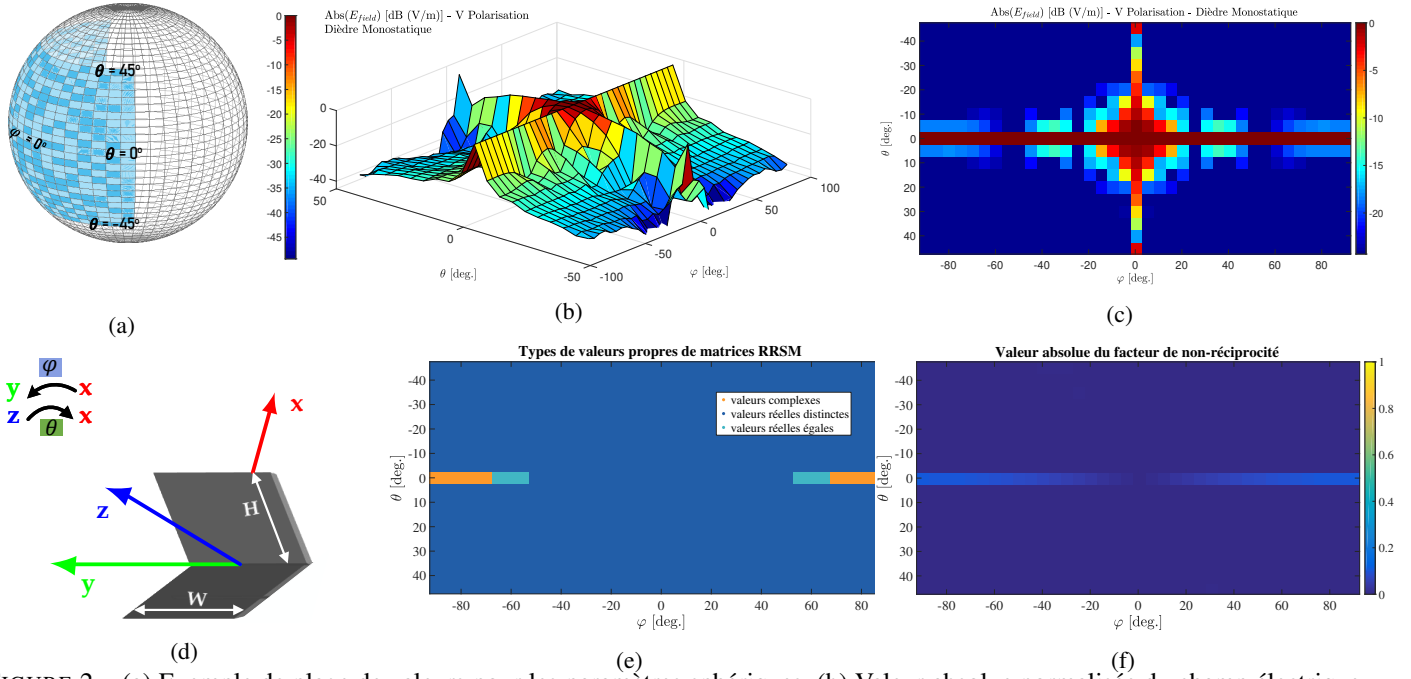 θ = 45°
φ = 0°
θ = 0°
θ = -45°
0
-5
-10
-15
-20
-25
-30
-35
-40
-45
(a)
Abs(E_field) [dB (V/m)] - V Polarisation
Dièdre Monostatique
0
-20
-40
50
0
-50
θ [deg.]
-100
-50
0
50
100
φ [deg.]
(b)
Abs(E_field) [dB (V/m)] - V Polarisation - Dièdre Monostatique
-40
-30
-20
-10
0
10
20
30
40
θ [deg.]
-80 -60 -40 -20 0 20 40 60 80
φ [deg.]
0
-5
-10
-15
-20
(c)
φ
y x
z x
θ
x
z
y
H
W
(d)
Types de valeurs propres de matrices RRSM
valeurs complexes
valeurs réelles distinctes
valeurs réelles égales
-40
-30
-20
-10
0
10
20
30
40
θ [deg.]
-80 -60 -40 -20 0 20 40 60 80
φ [deg.]
(e)
Valeur absolue du facteur de non-réciprocité
-40
-30
-20
-10
0
10
20
30
40
θ [deg.]
-80 -60 -40 -20 0 20 40 60 80
φ [deg.]
1
0.8
0.6
0.4
0.2
0
(f)